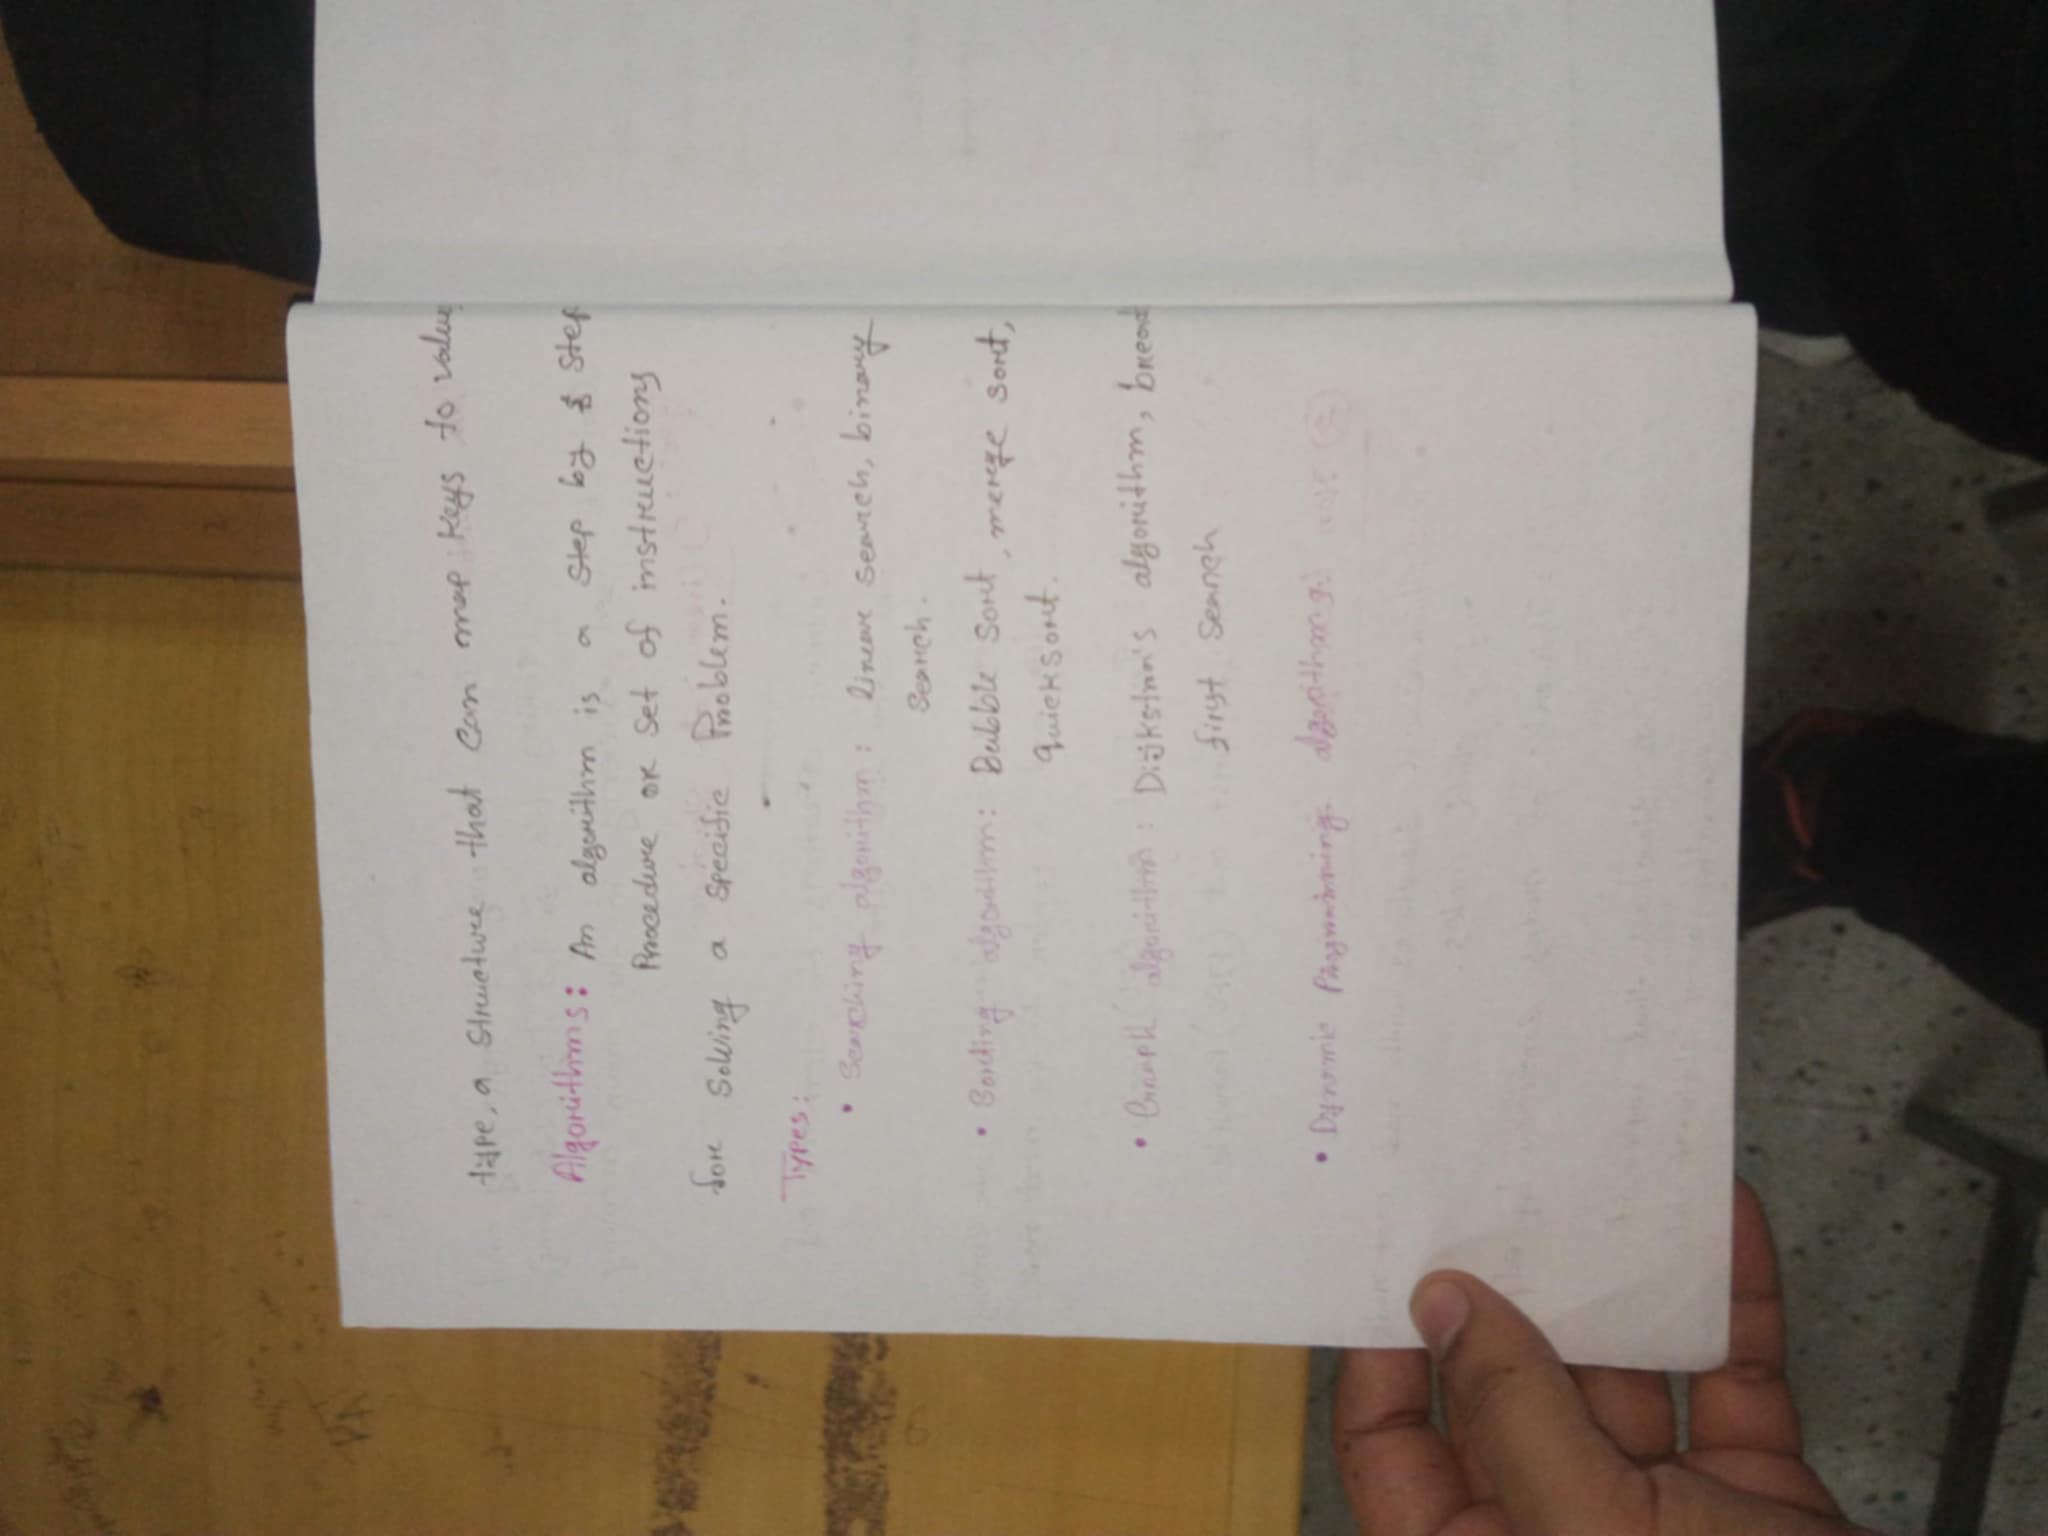 type, a structure that can map keys to value
Algorithms: An algorithm is a step by step
Procedure or set of instructions
for solving a specific Problem.
Types:
• Searching algorithm: linear search, binary
search.
• Sorting algorithm: Bubble sort, merge sort,
quicksort.
• Graph algorithm: Dijkstra's algorithm, bread
first search
• Dynamic Programming algorithms.
PA